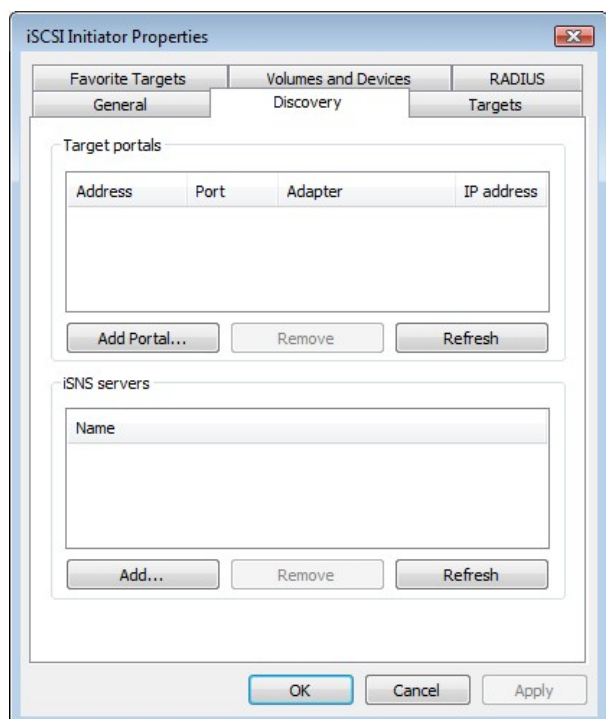 iSCSI Initiator Properties
Favorite Targets Volumes and Devices RADIUS
General Discovery Targets
Target portals
Address Port Adapter IP address
Add Portal... Remove Refresh
iSNS servers
Name
Add... Remove Refresh
OK Cancel Apply